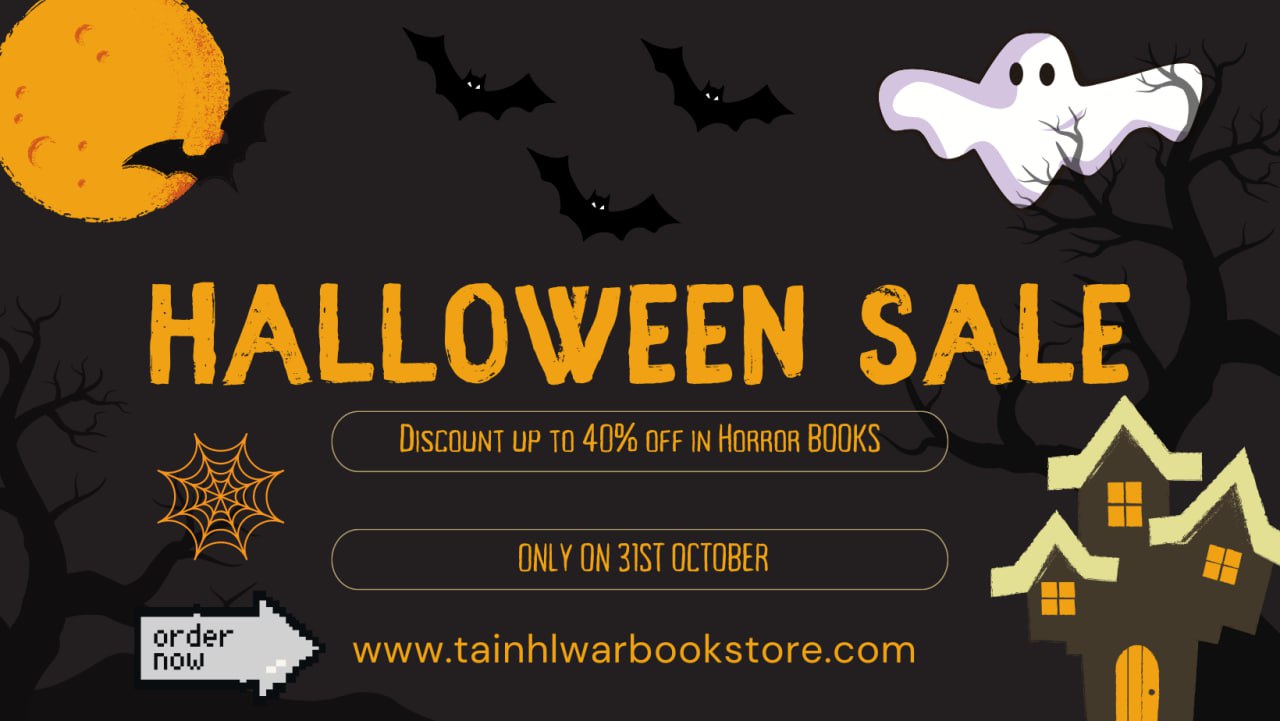 HALLOWEEN SALE
Discount up to 40% off in Horror BOOKS
ONLY ON 31ST OCTOBER
order
now
www.tainhlwarbookstore.com